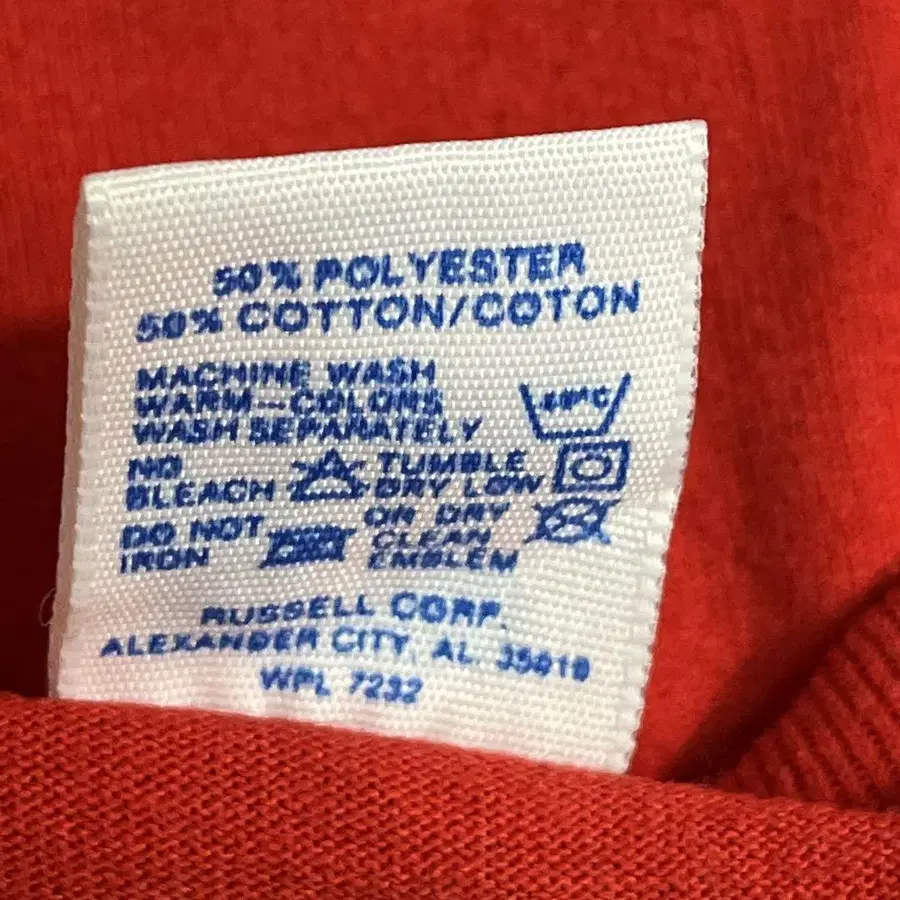 50% POLYESTER
50% COTTON/COTON
MACHINE WASH
WARM—COLORS
WASH SEPARATELY
NO
BLEACH
TUMBLE
DRY LOW
DO NOT
IRON
OR DRY
CLEAN
EMBLEM
RUSSELL CORP.
ALEXANDER CITY, AL. 35010
WPL 7232